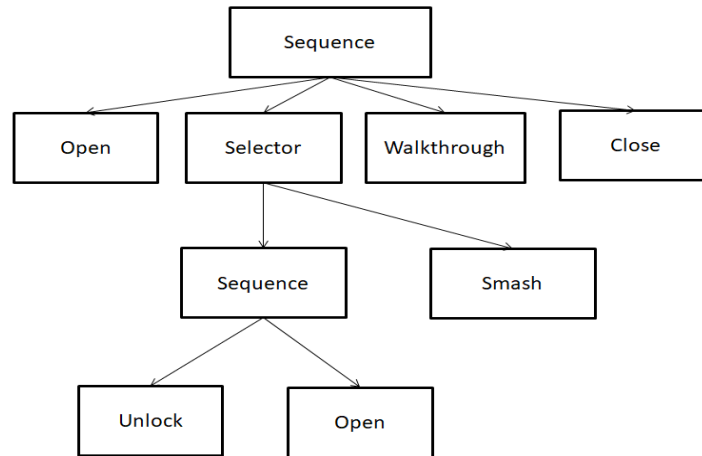 Sequence
Open
Selector
Walkthrough
Close
Sequence
Smash
Unlock
Open